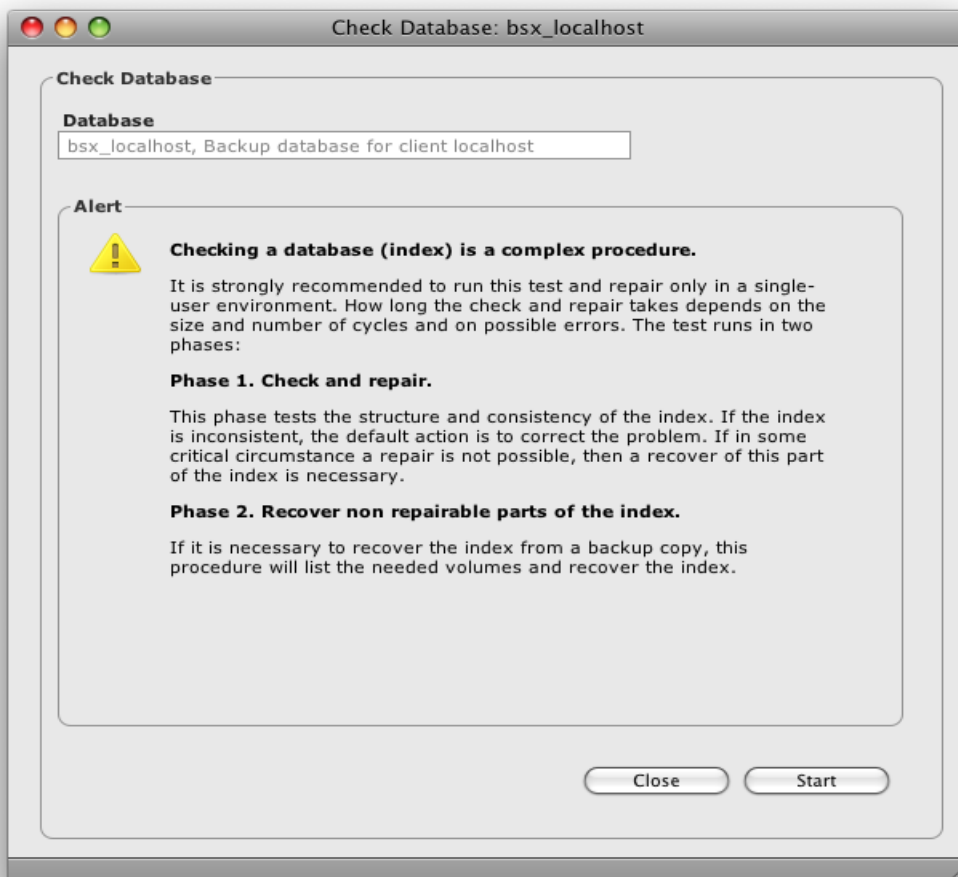 Check Database: bsx_localhost
Check Database
Database
bsx_localhost, Backup database for client localhost
Alert
Checking a database (index) is a complex procedure.
It is strongly recommended to run this test and repair only in a single-
user environment. How long the check and repair takes depends on the
size and number of cycles and on possible errors. The test runs in two
phases:
Phase 1. Check and repair.
This phase tests the structure and consistency of the index. If the index
is inconsistent, the default action is to correct the problem. If in some
critical circumstance a repair is not possible, then a recover of this part
of the index is necessary.
Phase 2. Recover non repairable parts of the index.
If it is necessary to recover the index from a backup copy, this
procedure will list the needed volumes and recover the index.
Close
Start